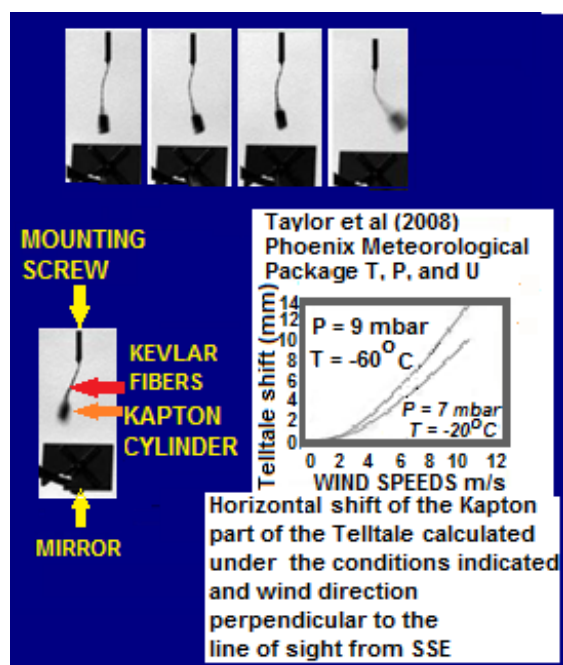 Taylor et al (2008)
Phoenix Meteorological
Package T, P, and U
MOUNTING
SCREW
KEVLAR
FIBERS
KAPTON
CYLINDER
MIRROR
Telltale shift (mm)
14
12
10
8
6
4
2
0
P = 9 mbar
T = -60°C
P = 7 mbar
T = -20°C
0 2 4 6 8 10 12
WIND SPEEDS m/s
Horizontal shift of the Kapton
part of the Telltale calculated
under the conditions indicated
and wind direction
perpendicular to the
line of sight from SSE